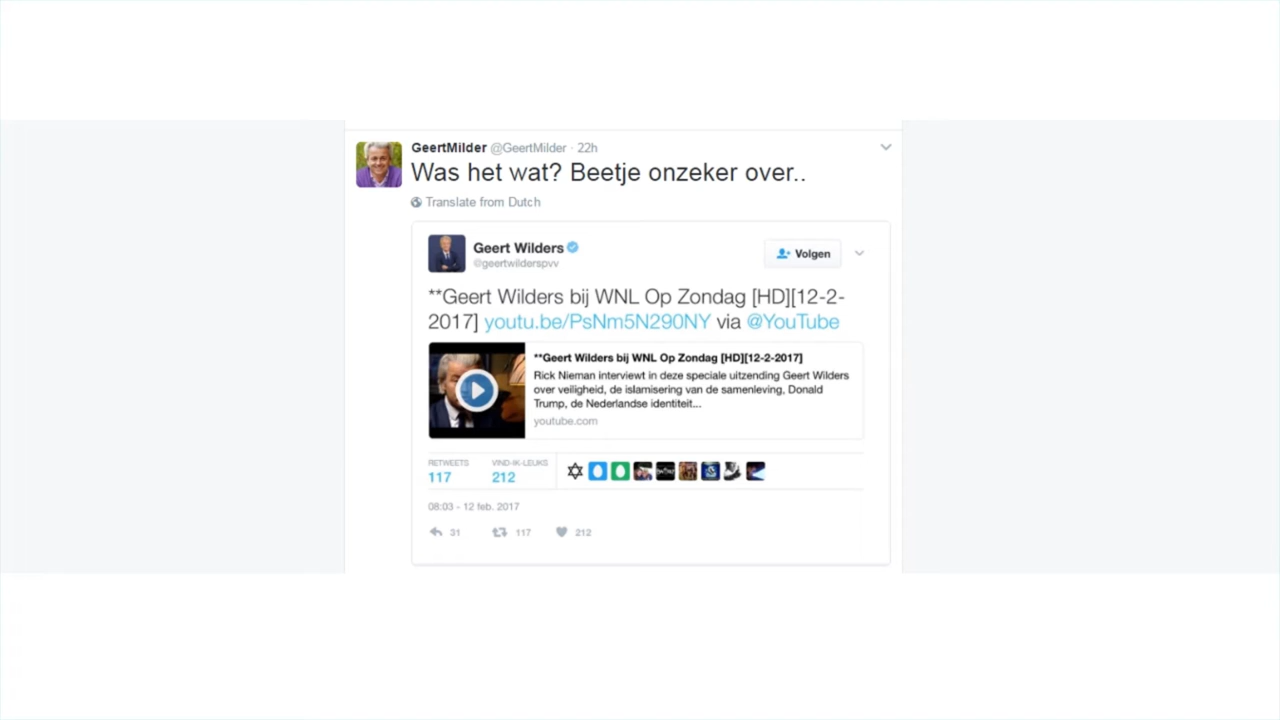 GeertMilder @GeertMilder · 22h
Was het wat? Beetje onzeker over..
Translate from Dutch
Geert Wilders
@geertwilderspvv
Volgen
**Geert Wilders bij WNL Op Zondag [HD][12-2-
2017] youtu.be/PsNm5N290NY via @YouTube
**Geert Wilders bij WNL Op Zondag [HD][12-2-2017]
Rick Nieman interviewt in deze speciale uitzending Geert Wilders
over veiligheid, de islamisering van de samenleving, Donald
Trump, de Nederlandse identiteit...
youtube.com
RETWEETS VIND-IK-LEUKS
117 212
08:03 - 12 feb. 2017
31 117 212